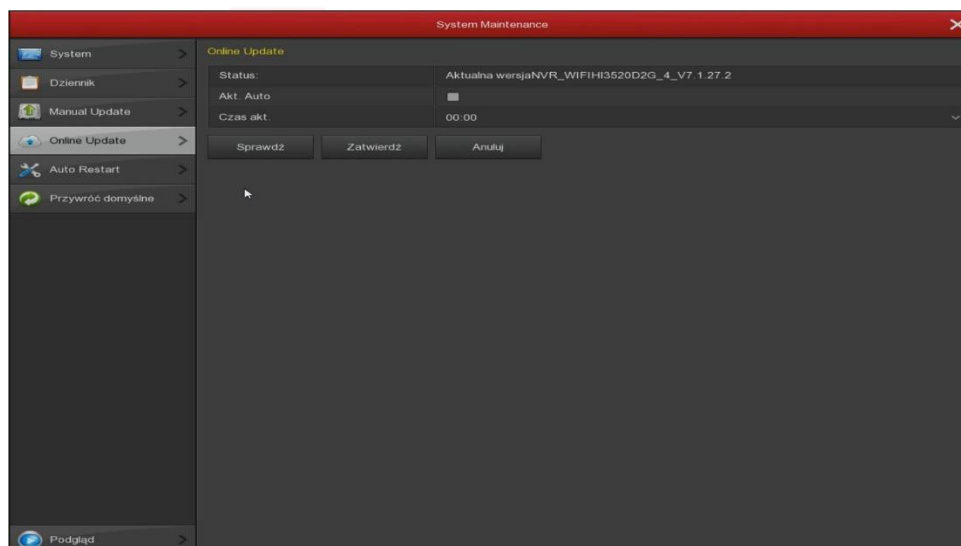 System Maintenance
System
Dziennik
Manual Update
Online Update
Auto Restart
Przywróć domyślne
Podgląd
Online Update
Status: Aktualna wersjaNVR_WIFIHI3520D2G_4_V7.1.27.2
Akt. Auto
Czas akt. 00:00
Sprawdź Zatwierdź Anuluj